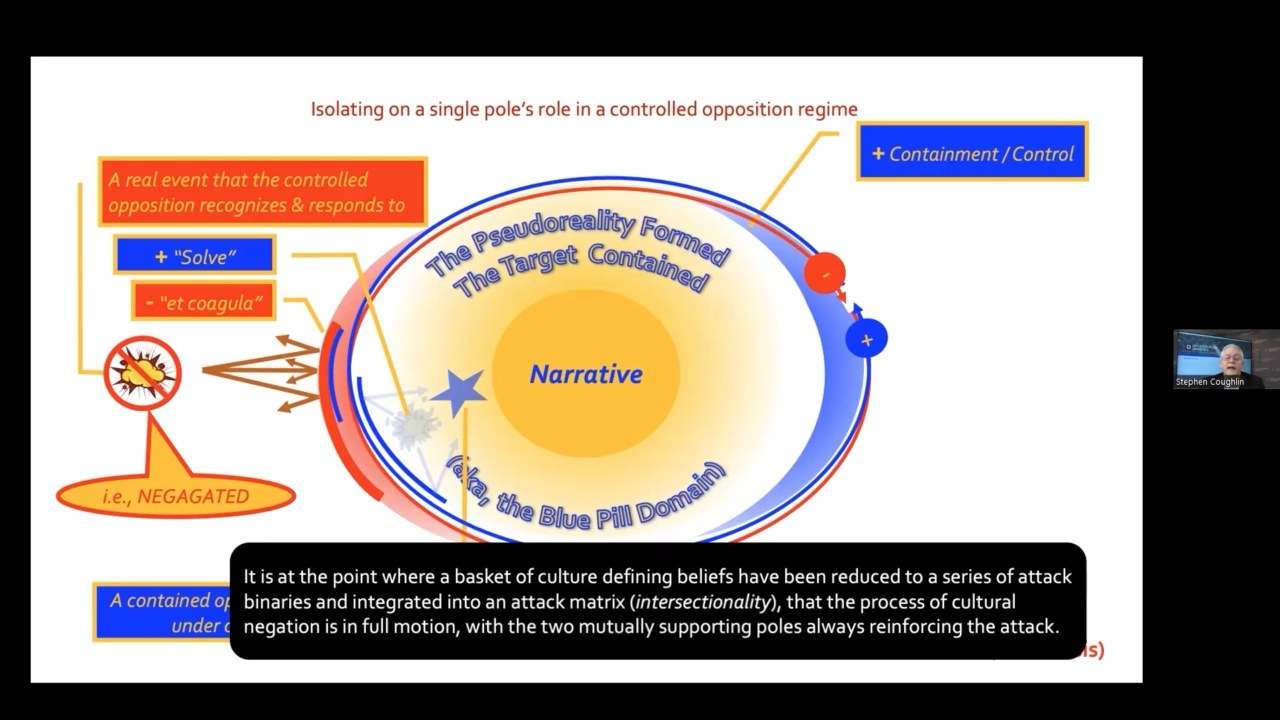 Isolating on a single pole's role in a controlled opposition regime
+ Containment / Control
A real event that the controlled
opposition recognizes & responds to
+ "Solve"
- "et coagula"
The Pseudoreality Formed
The Target Contained
-
+
Narrative
(aka, the Blue Pill Domain)
i.e., NEGAGATED
A contained op
under
It is at the point where a basket of culture defining beliefs have been reduced to a series of attack
binaries and integrated into an attack matrix (intersectionality), that the process of cultural
negation is in full motion, with the two mutually supporting poles always reinforcing the attack.
is)
Stephen Coughlin